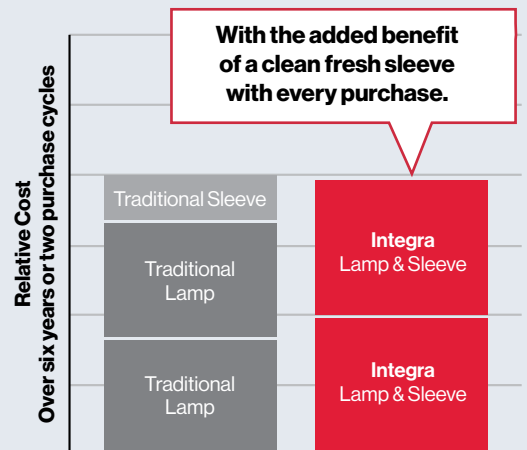 With the added benefit
of a clean fresh sleeve
with every purchase.
Relative Cost
Over six years or two purchase cycles
Traditional Sleeve
Traditional
Lamp
Traditional
Lamp
Integra
Lamp & Sleeve
Integra
Lamp & Sleeve